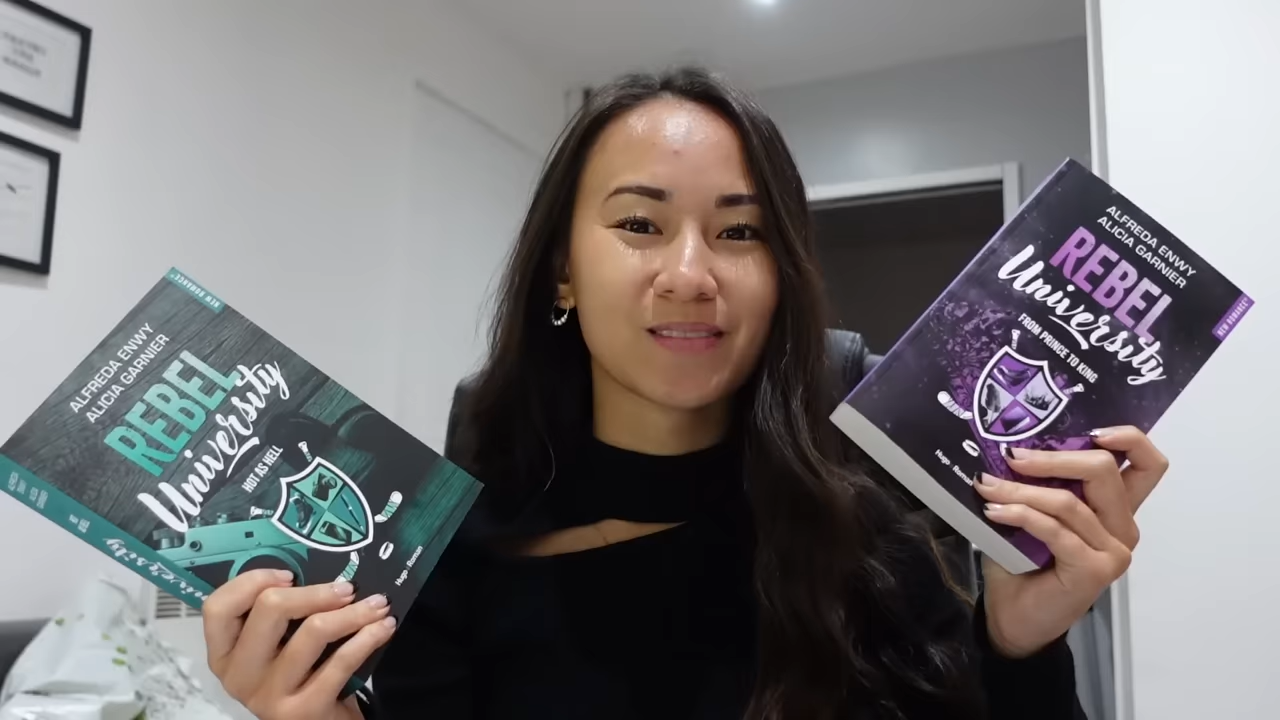 NEW ROMANCE
ALFREDA ENWY
ALICIA GARNIER
REBEL
University
HOT AS HELL
Hugo Roman
University
ALFREDA ENWY
ALICIA GARNIER
REBEL
University
FROM PRINCE TO KING
NEW ROMANCE
Hugo Roman